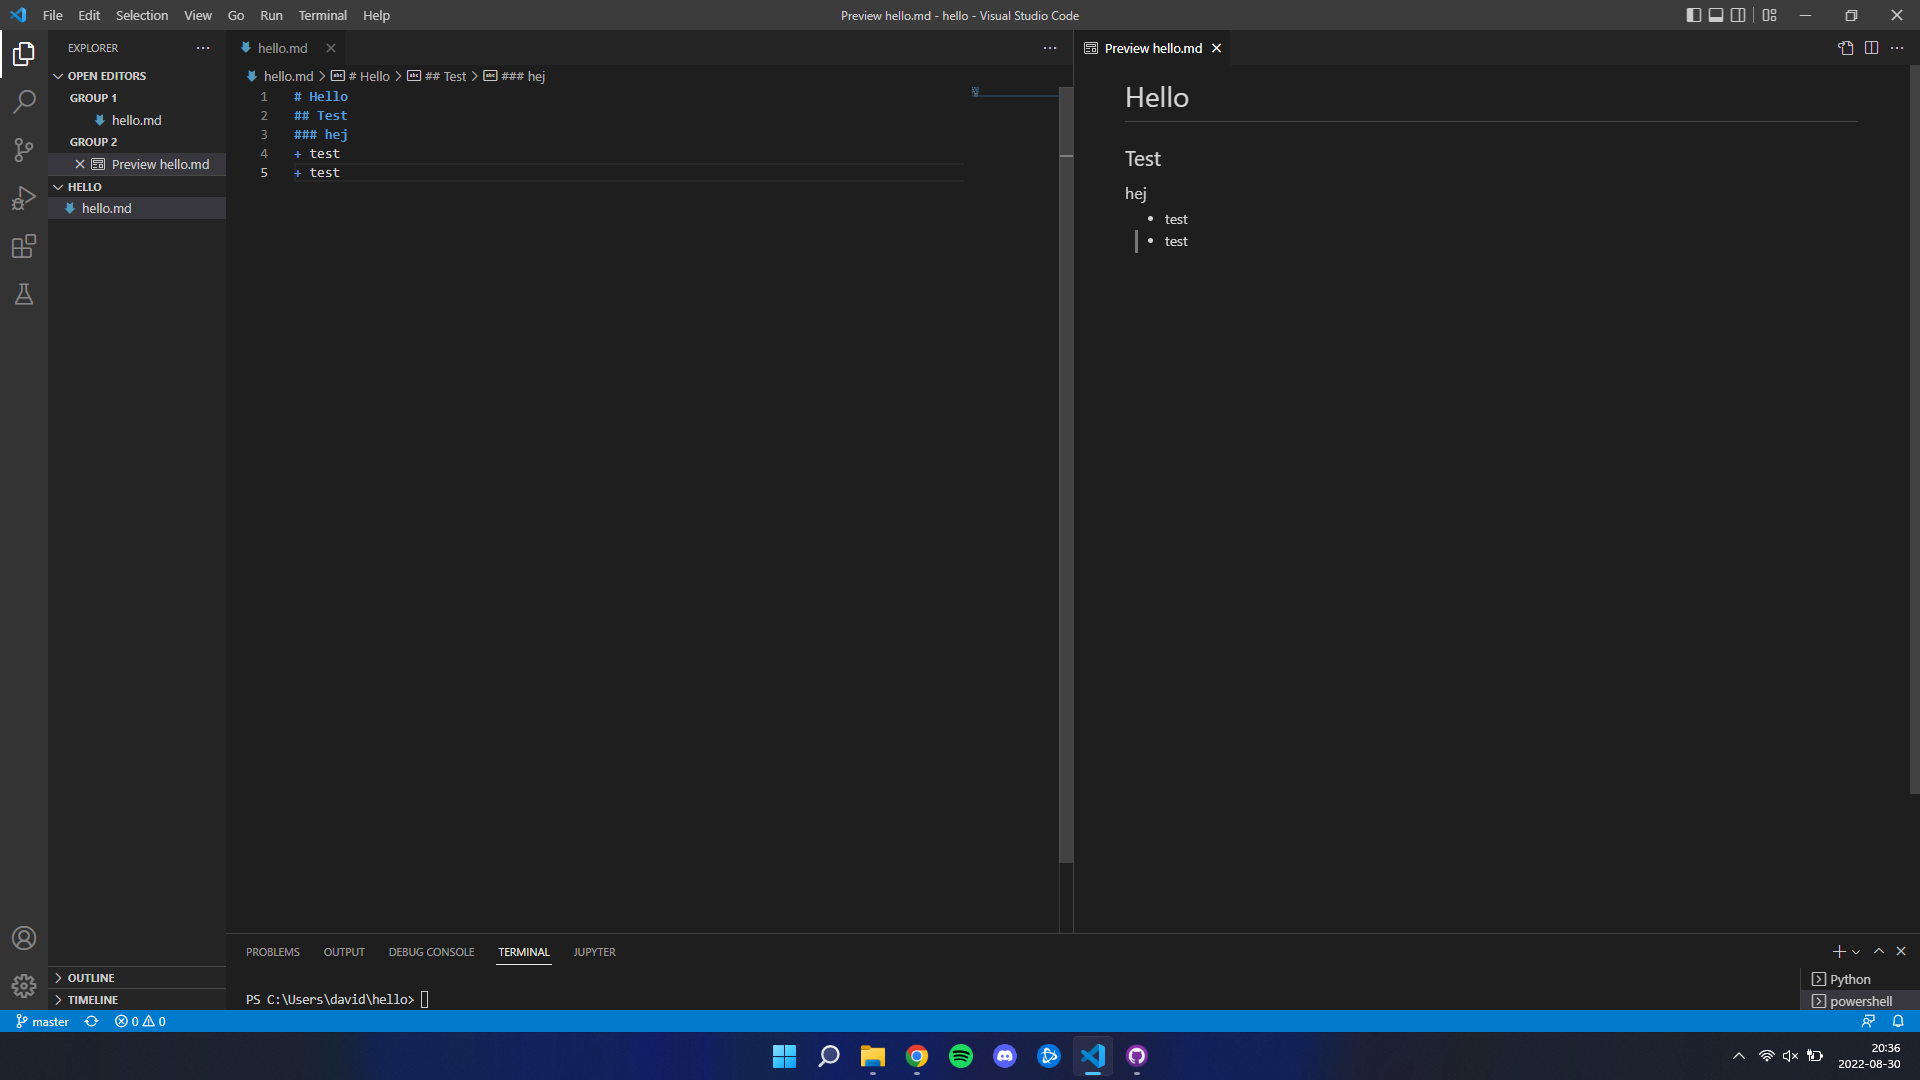 File Edit Selection View Go Run Terminal Help
Preview hello.md - hello - Visual Studio Code
EXPLORER
OPEN EDITORS
GROUP 1
hello.md
GROUP 2
Preview hello.md
HELLO
hello.md
OUTLINE
TIMELINE
hello.md
hello.md > # Hello > ## Test > ### hej
1 # Hello
2 ## Test
3 ### hej
4 + test
5 + test
Preview hello.md
Hello
Test
hej
• test
• test
PROBLEMS OUTPUT DEBUG CONSOLE TERMINAL JUPYTER
PS C:\Users\david\hello>
Python
powershell
master 0 0
20:36
2022-08-30